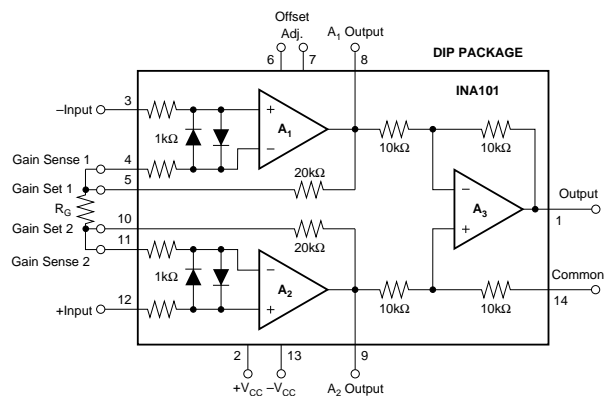 Offset
Adj.
A1 Output
6
7
8
DIP PACKAGE
INA101
–Input
3
1kΩ
+
A1
–
10kΩ
10kΩ
Gain Sense 1
4
Gain Set 1
5
20kΩ
RG
–
A3
+
Output
1
Gain Set 2
10
20kΩ
11
Gain Sense 2
1kΩ
–
A2
+
Common
14
+Input
12
10kΩ
10kΩ
2
13
9
+VCC
–VCC
A2 Output